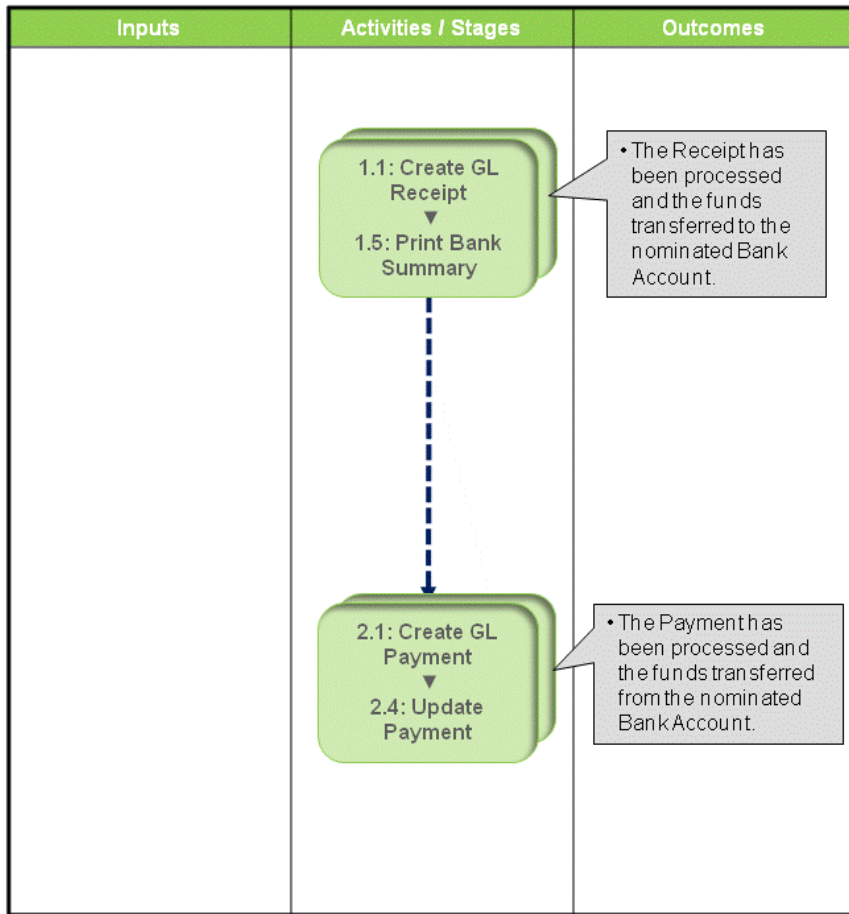 Inputs
Activities / Stages
Outcomes
1.1: Create GL
Receipt
▼
1.5: Print Bank
Summary
• The Receipt has
been processed
and the funds
transferred to the
nominated Bank
Account.
2.1: Create GL
Payment
▼
2.4: Update
Payment
• The Payment has
been processed and
the funds transferred
from the nominated
Bank Account.